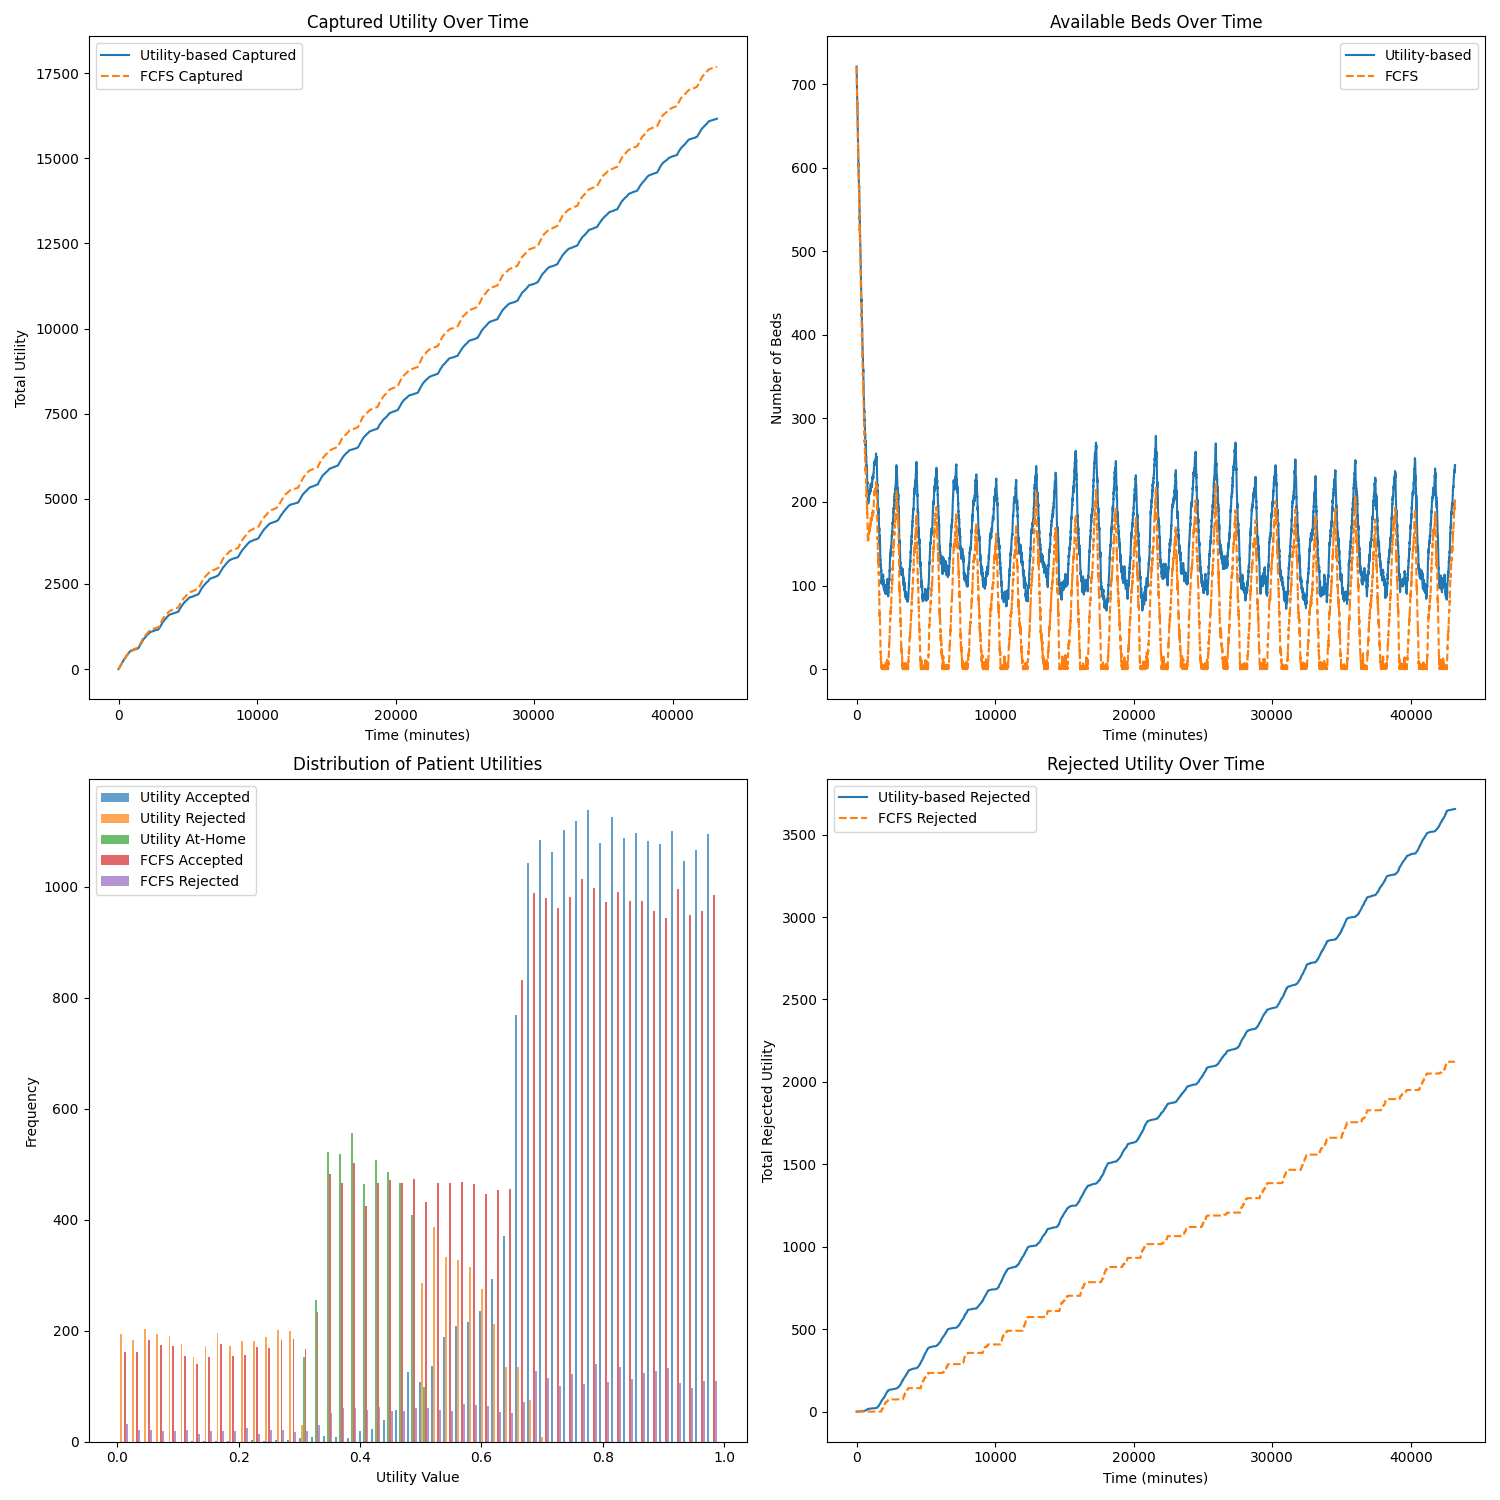 Captured Utility Over Time
Utility-based Captured
FCFS Captured
17500
15000
12500
10000
7500
5000
2500
0
Total Utility
0 10000 20000 30000 40000
Time (minutes)
Available Beds Over Time
Utility-based
FCFS
700
600
500
400
300
200
100
0
Number of Beds
0 10000 20000 30000 40000
Time (minutes)
Distribution of Patient Utilities
Utility Accepted
Utility Rejected
Utility At-Home
FCFS Accepted
FCFS Rejected
1000
800
600
400
200
0
Frequency
0.0 0.2 0.4 0.6 0.8 1.0
Utility Value
Rejected Utility Over Time
Utility-based Rejected
FCFS Rejected
3500
3000
2500
2000
1500
1000
500
0
Total Rejected Utility
0 10000 20000 30000 40000
Time (minutes)